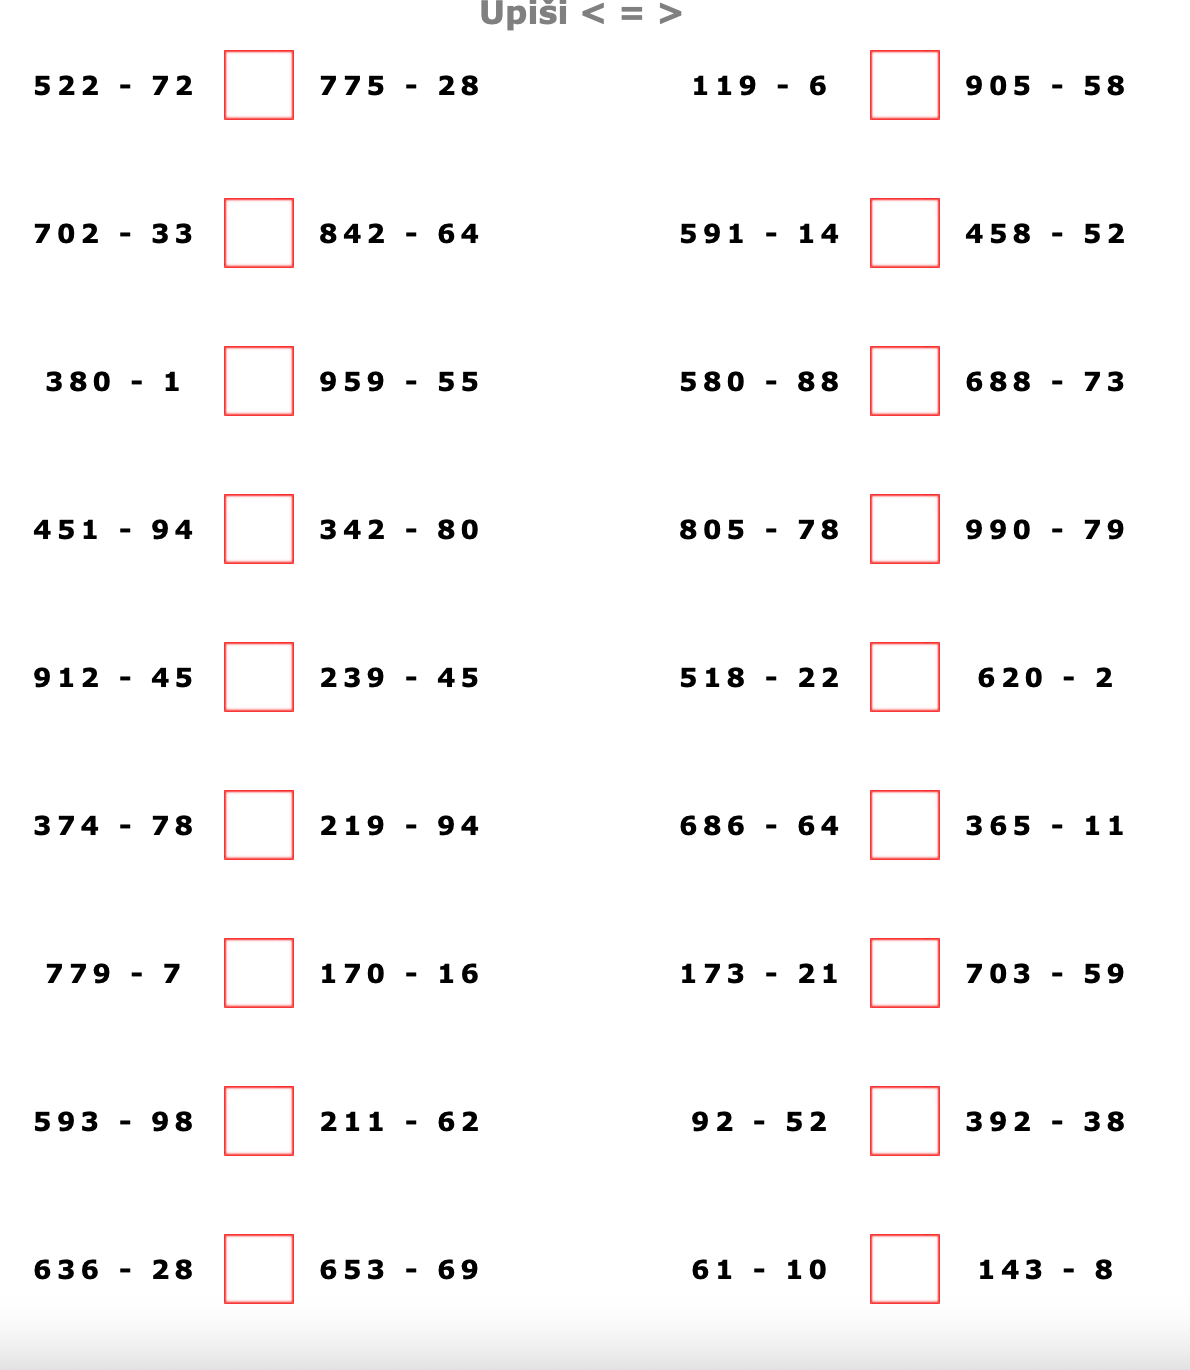 Upiši < = >
522 - 72 775 - 28 119 - 6 905 - 58
702 - 33 842 - 64 591 - 14 458 - 52
380 - 1 959 - 55 580 - 88 688 - 73
451 - 94 342 - 80 805 - 78 990 - 79
912 - 45 239 - 45 518 - 22 620 - 2
374 - 78 219 - 94 686 - 64 365 - 11
779 - 7 170 - 16 173 - 21 703 - 59
593 - 98 211 - 62 92 - 52 392 - 38
636 - 28 653 - 69 61 - 10 143 - 8